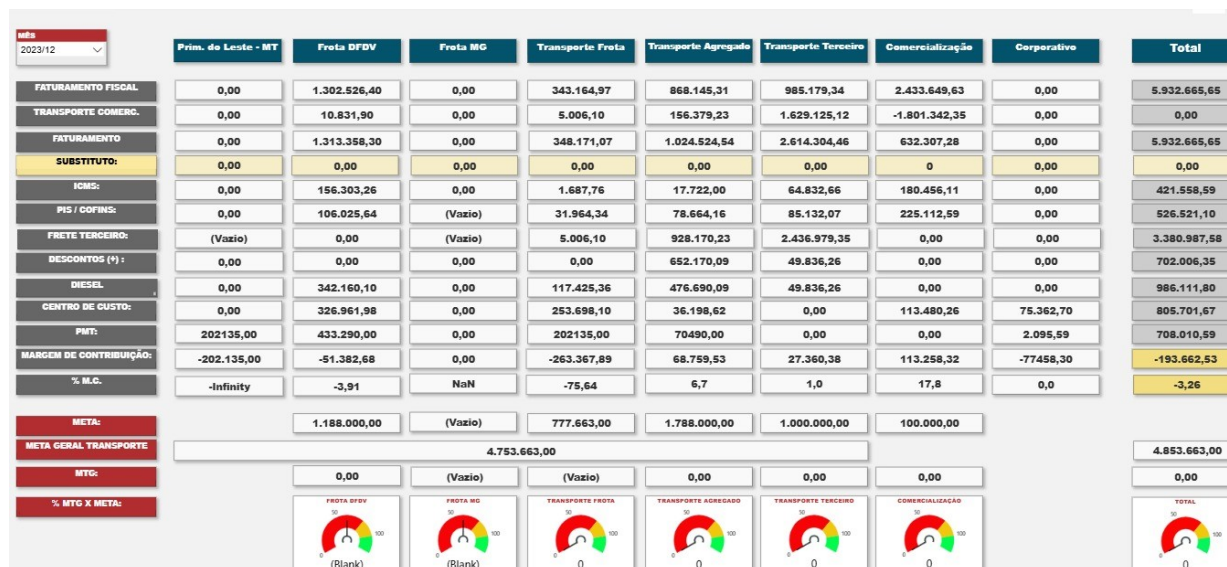 MÊS
2023/12
Prim. do Leste - MT Frota DFDV Frota MG Transporte Frota Transporte Agregado Transporte Terceiro Comercialização Corporativo Total
FATURAMENTO FISCAL 0,00 1.302.526,40 0,00 343.164,97 868.145,31 985.179,34 2.433.649,63 0,00 5.932.665,65
TRANSPORTE COMERC. 0,00 10.831,90 0,00 5.006,10 156.379,23 1.629.125,12 -1.801.342,35 0,00 0,00
FATURAMENTO 0,00 1.313.358,30 0,00 348.171,07 1.024.524,54 2.614.304,46 632.307,28 0,00 5.932.665,65
SUBSTITUTO: 0,00 0,00 0,00 0,00 0,00 0,00 0 0,00 0,00
ICMS: 0,00 156.303,26 0,00 1.687,76 17.722,00 64.832,66 180.456,11 0,00 421.558,59
PIS / COFINS: 0,00 106.025,64 (Vazio) 31.964,34 78.664,16 85.132,07 225.112,59 0,00 526.521,10
FRETE TERCEIRO: (Vazio) 0,00 (Vazio) 5.006,10 928.170,23 2.436.979,35 0,00 0,00 3.380.987,58
DESCONTOS (+) : 0,00 0,00 0,00 0,00 652.170,09 49.836,26 0,00 0,00 702.006,35
DIESEL 0,00 342.160,10 0,00 117.425,36 476.690,09 49.836,26 0,00 0,00 986.111,80
CENTRO DE CUSTO: 0,00 326.961,98 0,00 253.698,10 36.198,62 0,00 113.480,26 75.362,70 805.701,67
PMT: 202135,00 433.290,00 0,00 202135,00 70490,00 0,00 0,00 2.095,59 708.010,59
MARGEM DE CONTRIBUIÇÃO: -202.135,00 -51.382,68 0,00 -263.367,89 68.759,53 27.360,38 113.258,32 -77458,30 -193.662,53
% M.C. -Infinity -3,91 NaN -75,64 6,7 1,0 17,8 0,0 -3,26
META: 1.188.000,00 (Vazio) 777.663,00 1.788.000,00 1.000.000,00 100.000,00
META GERAL TRANSPORTE 4.753.663,00 4.853.663,00
MTG: 0,00 (Vazio) (Vazio) 0,00 0,00 0,00 0,00
% MTG X META: FROTA DFDV FROTA MG TRANSPORTE FROTA TRANSPORTE AGREGADO TRANSPORTE TERCEIRO COMERCIALIZAÇÃO TOTAL
50 50 50 50 50 50 50
100 100 100 100 100 100 100
0 0 0 0 0 0 0
(Blank) (Blank) 0 0 0 0 0